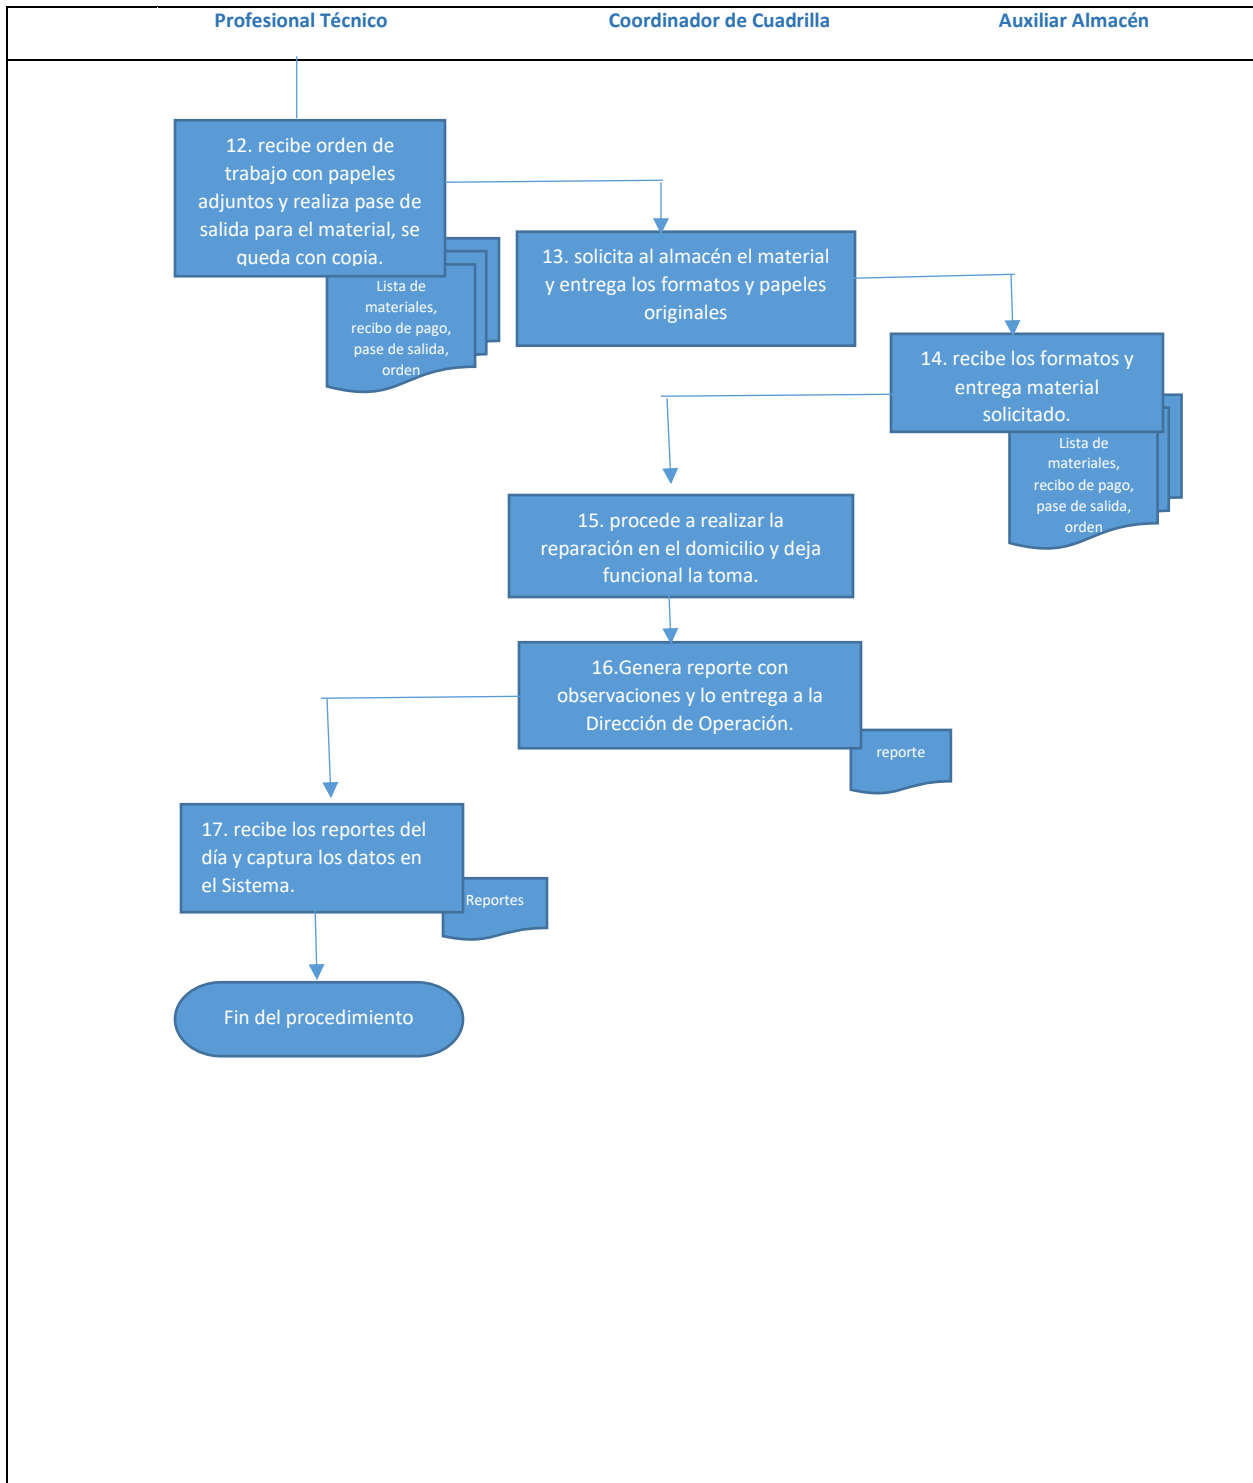 Profesional Técnico
Coordinador de Cuadrilla
Auxiliar Almacén
12. recibe orden de
trabajo con papeles
adjuntos y realiza pase de
salida para el material, se
queda con copia.
Lista de
materiales,
recibo de pago,
pase de salida,
orden
13. solicita al almacén el material
y entrega los formatos y papeles
originales
14. recibe los formatos y
entrega material
solicitado.
Lista de
materiales,
recibo de pago,
pase de salida,
orden
15. procede a realizar la
reparación en el domicilio y deja
funcional la toma.
16.Genera reporte con
observaciones y lo entrega a la
Dirección de Operación.
reporte
17. recibe los reportes del
día y captura los datos en
el Sistema.
Reportes
Fin del procedimiento